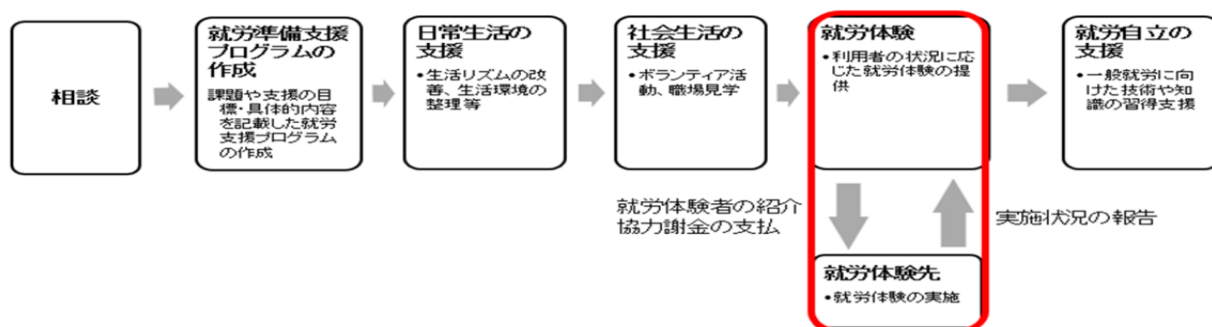 相談
就労準備支援
プログラムの
作成
課題や支援の目
標・具体的内容
を記載した就労
支援プログラム
の作成
日常生活の
支援
•生活リズムの改
善、生活環境の
整理等
社会生活の
支援
•ボランティア活
動、職場見学
就労体験
•利用者の状況に応
じた就労体験の提
供
就労自立の
支援
•一般就労に向
けた技術や知
識の習得支援
就労体験者の紹介
協力謝金の支払
実施状況の報告
就労体験先
•就労体験の実施